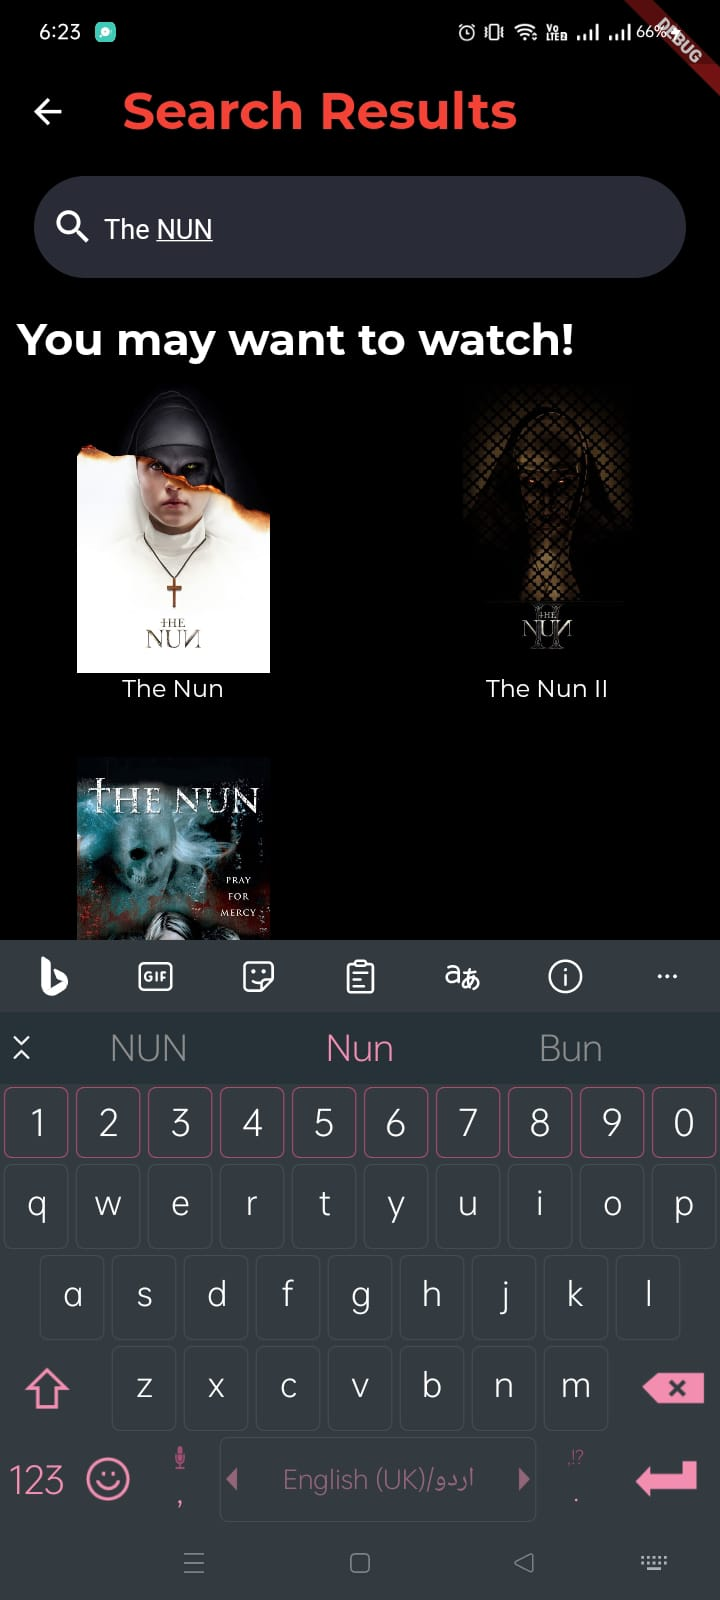 6:23
Vo
LTE2
66%
DEBUG
Search Results
The NUN
You may want to watch!
THE
NUN
THE
NUN
II
The Nun
The Nun II
THE NUN
PRAY
FOR
MERCY
GIF
aあ
NUN
Nun
Bun
1 2 3 4 5 6 7 8 9 0
q w e r t y u i o p
a s d f g h j k l
z x c v b n m
123
,
English (UK)/اردو
,!?
.